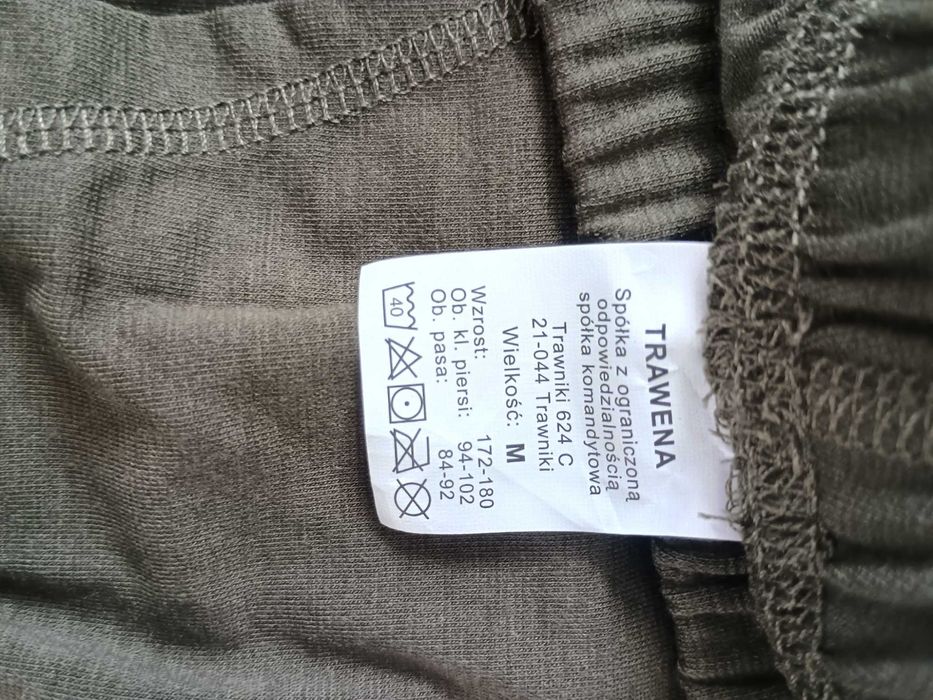 TRAWENA
Spółka z ograniczoną
odpowiedzialnością
spółka komandytowa
Trawniki 624 C
21-044 Trawniki
Wielkość: M
Wzrost: 172-180
Ob. kl. piersi: 94-102
Ob. pasa: 84-92
40